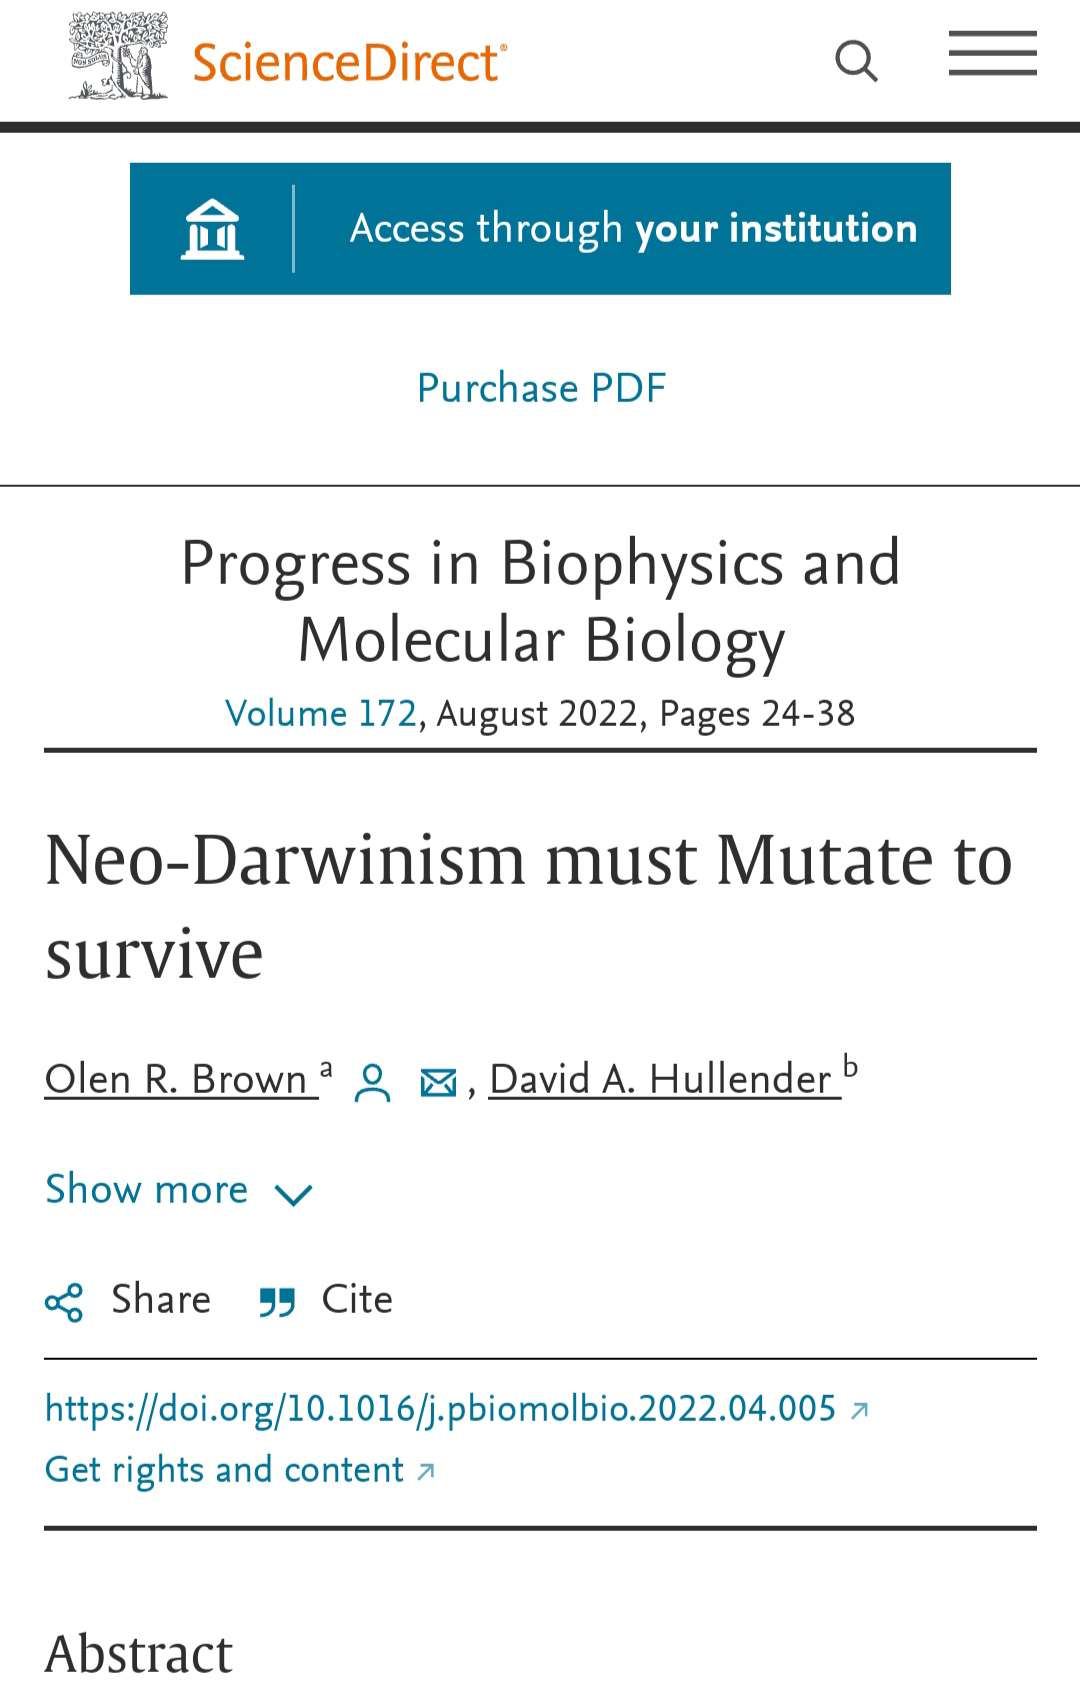 NON SOLUS
ScienceDirect®
Access through your institution
Purchase PDF
Progress in Biophysics and
Molecular Biology
Volume 172, August 2022, Pages 24-38
Neo-Darwinism must Mutate to
survive
Olen R. Brown a , David A. Hullender b
Show more
Share Cite
https://doi.org/10.1016/j.pbiomolbio.2022.04.005
Get rights and content
Abstract